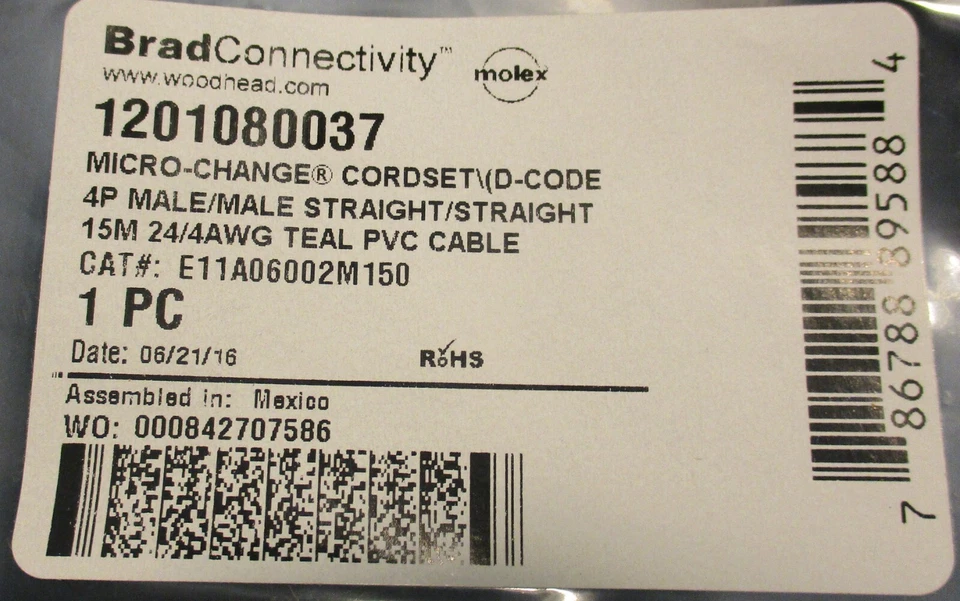 BradConnectivity™
molex
www.woodhead.com
1201080037
MICRO-CHANGE® CORDSET\(D-CODE
4P MALE/MALE STRAIGHT/STRAIGHT
15M 24/4AWG TEAL PVC CABLE
CAT#: E11A06002M150
1 PC
Date: 06/21/16
RoHS
Assembled in: Mexico
WO: 000842707586
7 86788 89588 4